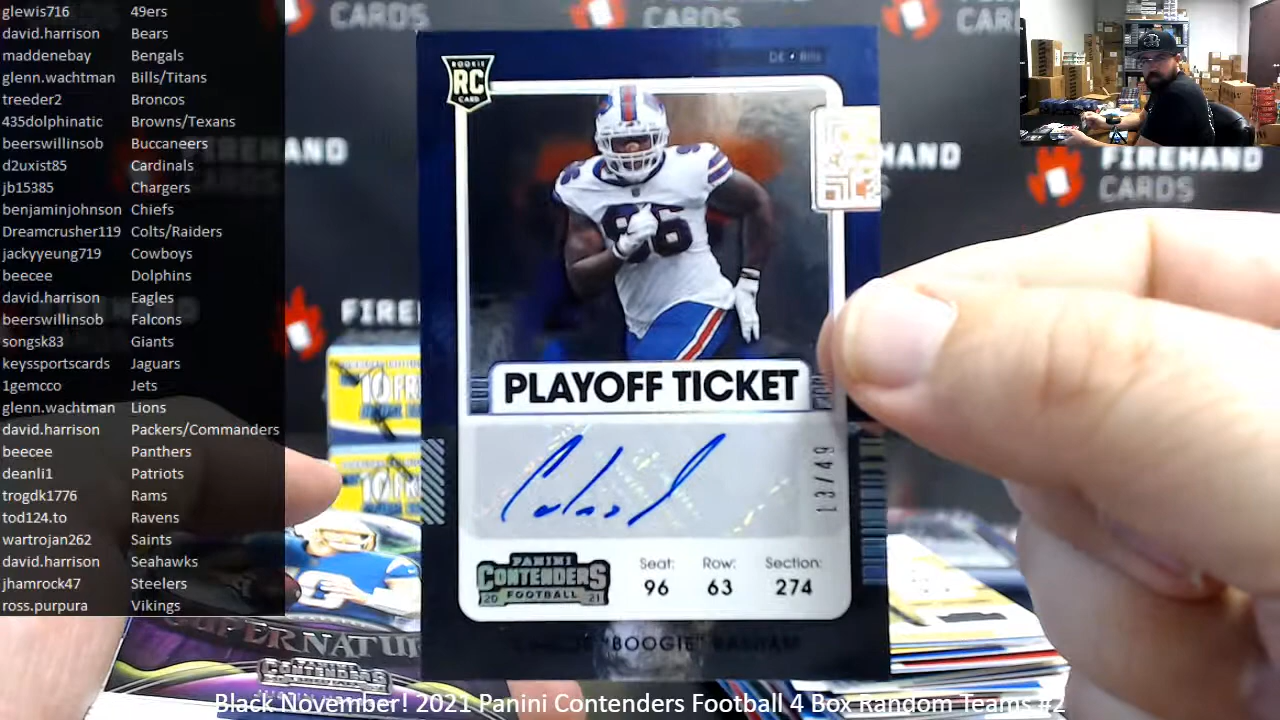 glewis716 49ers
david.harrison Bears
maddenebay Bengals
glenn.wachtman Bills/Titans
treeder2 Broncos
435dolphinatic Browns/Texans
beerswillinsob Buccaneers
d2uxist85 Cardinals
jb15385 Chargers
benjaminjohnson Chiefs
Dreamcrusher119 Colts/Raiders
jackyyeung719 Cowboys
beecee Dolphins
david.harrison Eagles
beerswillinsob Falcons
songsk83 Giants
keyssportscards Jaguars
1gemcco Jets
glenn.wachtman Lions
david.harrison Packers/Commanders
beecee Panthers
deanli1 Patriots
trogdk1776 Rams
tod124.to Ravens
wartrojan262 Saints
david.harrison Seahawks
jhamrock47 Steelers
ross.purpura Vikings
ROOKIE
RC
CARD
96
PLAYOFF TICKET
13/49
PANINI
CONTENDERS
20 FOOTBALL 21
Seat: Row: Section:
96 63 274
"BOOGIE" BASHAM
FIREHAND
CARDS
CONTENDERS
Black November! 2021 Panini Contenders Football 4 Box Random Teams #2